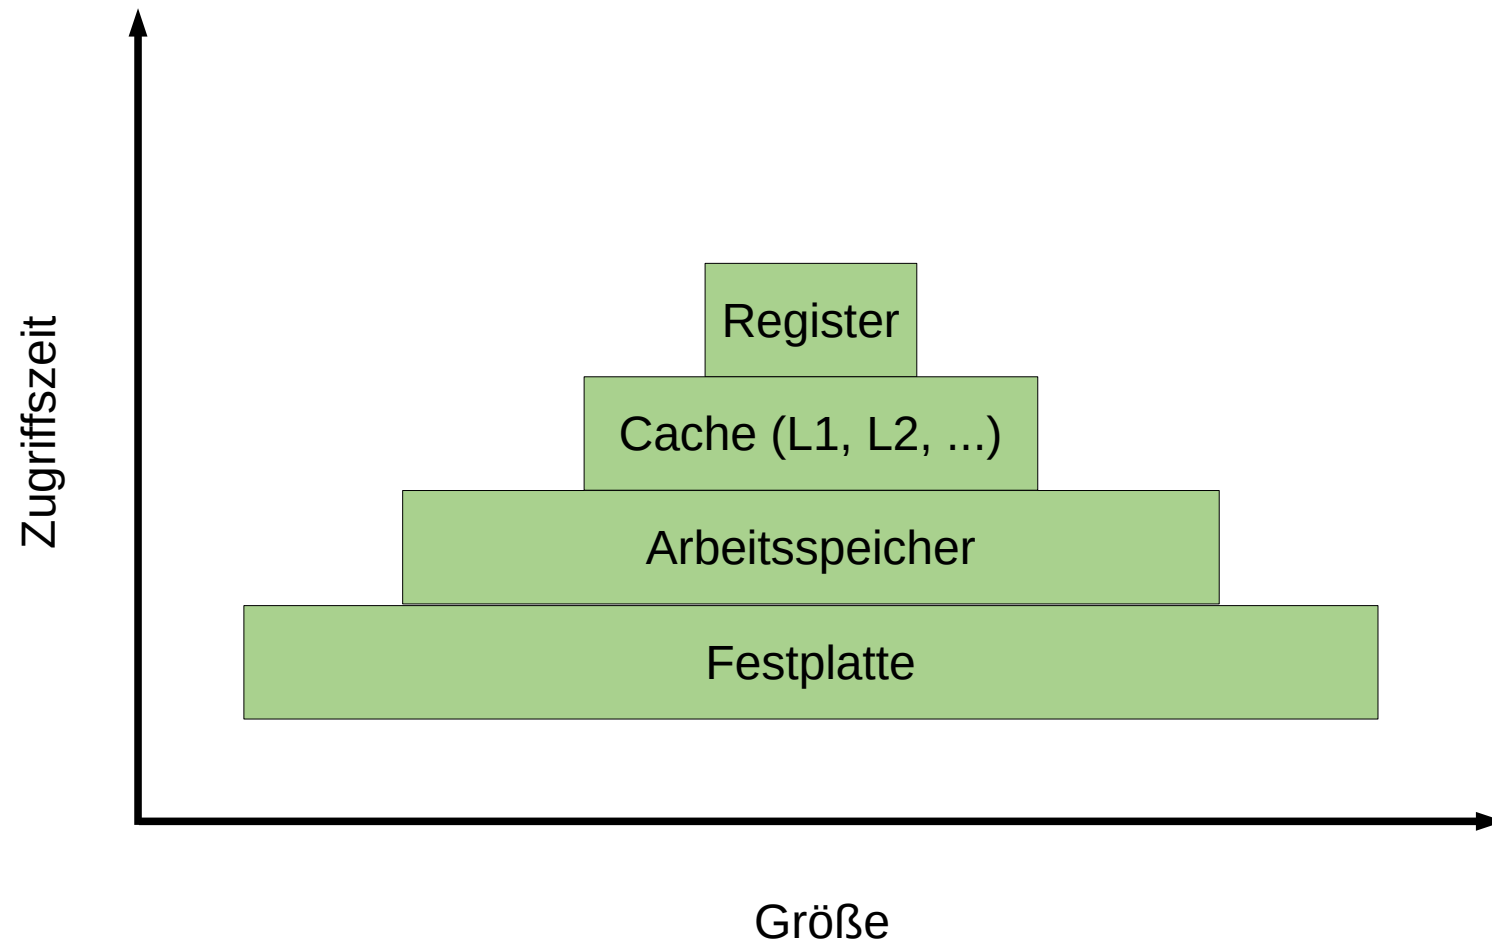 Zugriffszeit
Register
Cache (L1, L2, ...)
Arbeitsspeicher
Festplatte
Größe